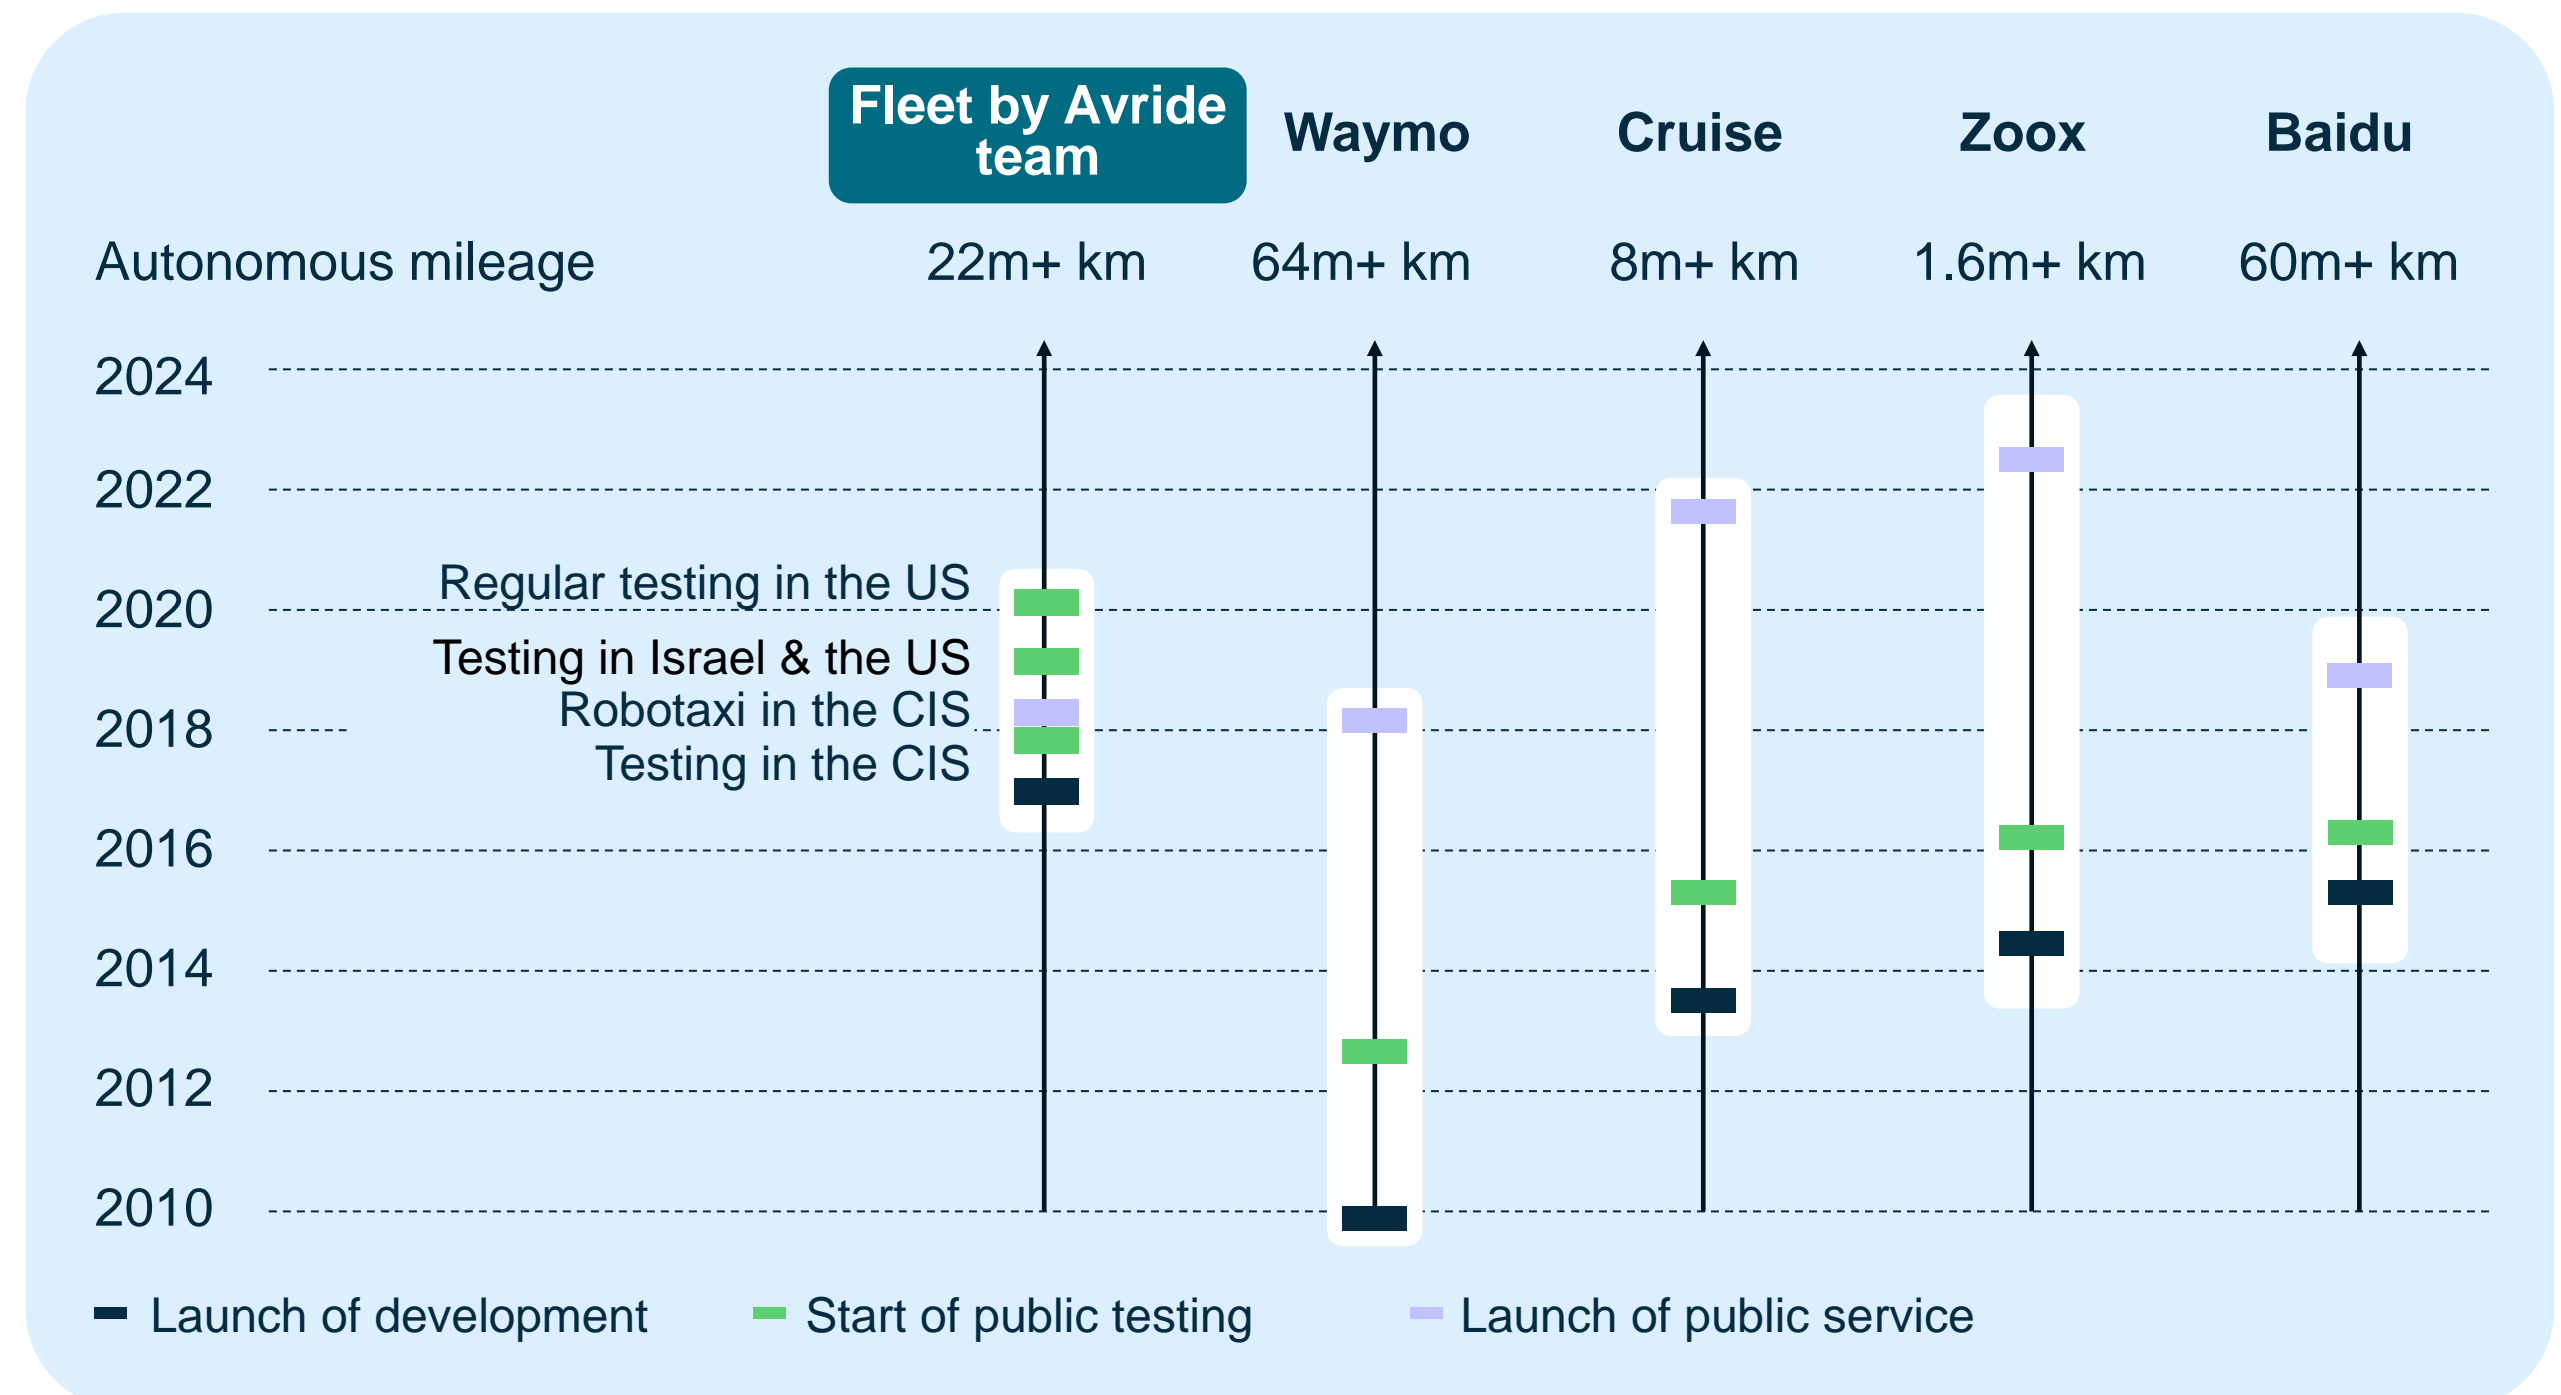 Fleet by Avride
team
Waymo
Cruise
Zoox
Baidu
Autonomous mileage
22m+ km
64m+ km
8m+ km
1.6m+ km
60m+ km
2024
2022
Regular testing in the US
2020
Testing in Israel & the US
Robotaxi in the CIS
2018
Testing in the CIS
2016
2014
2012
2010
Launch of development
Start of public testing
Launch of public service